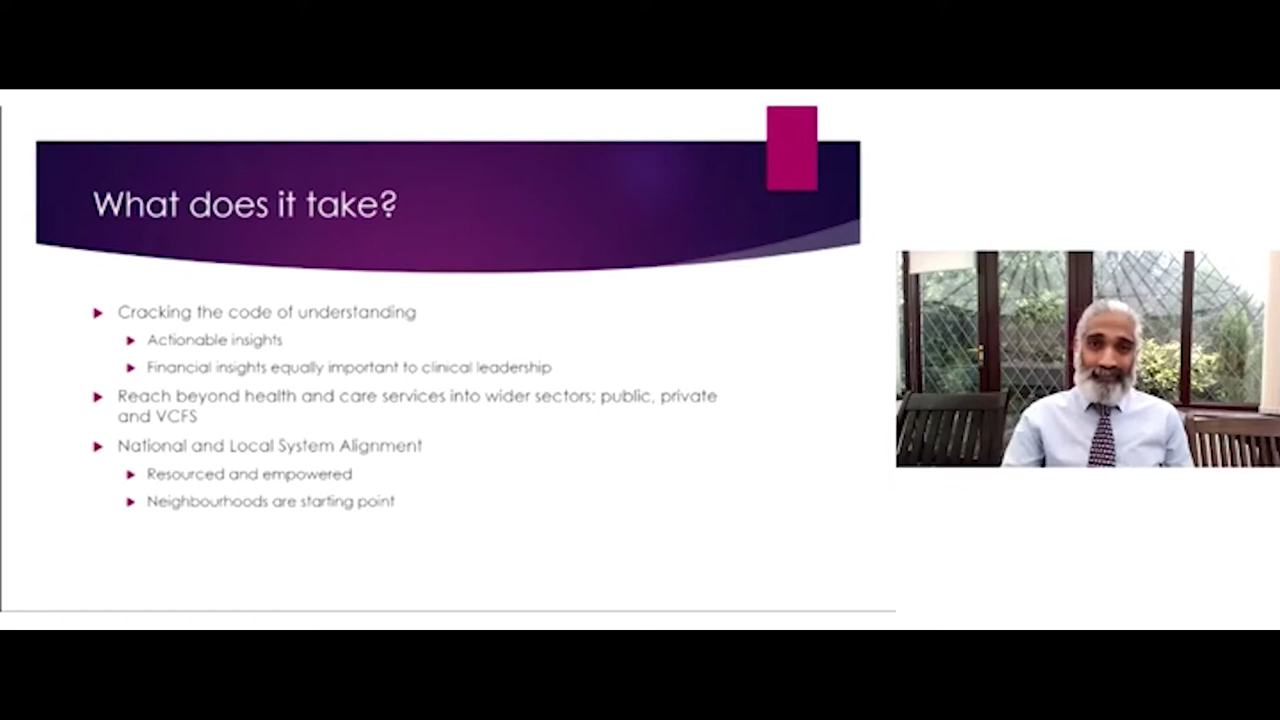 What does it take?
Cracking the code of understanding
Actionable insights
Financial insights equally important to clinical leadership
Reach beyond health and care services into wider sectors; public, private
and VCFS
National and Local System Alignment
Resourced and empowered
Neighbourhoods are starting point